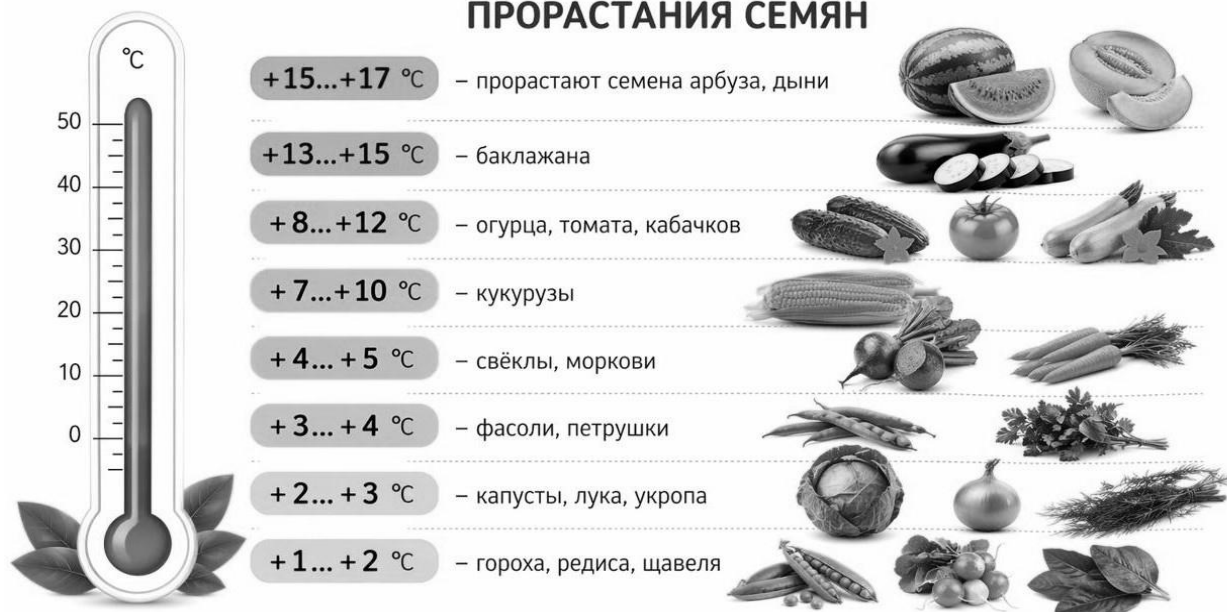 ПРОРАСТАНИЯ СЕМЯН
°C
50
40
30
20
10
0
+15...+17 °C – прорастают семена арбуза, дыни
+13...+15 °C – баклажана
+8...+12 °C – огурца, томата, кабачков
+7...+10 °C – кукурузы
+4... +5 °C – свёклы, моркови
+3... +4 °C – фасоли, петрушки
+2... +3 °C – капусты, лука, укропа
+1... +2 °C – гороха, редиса, щавеля